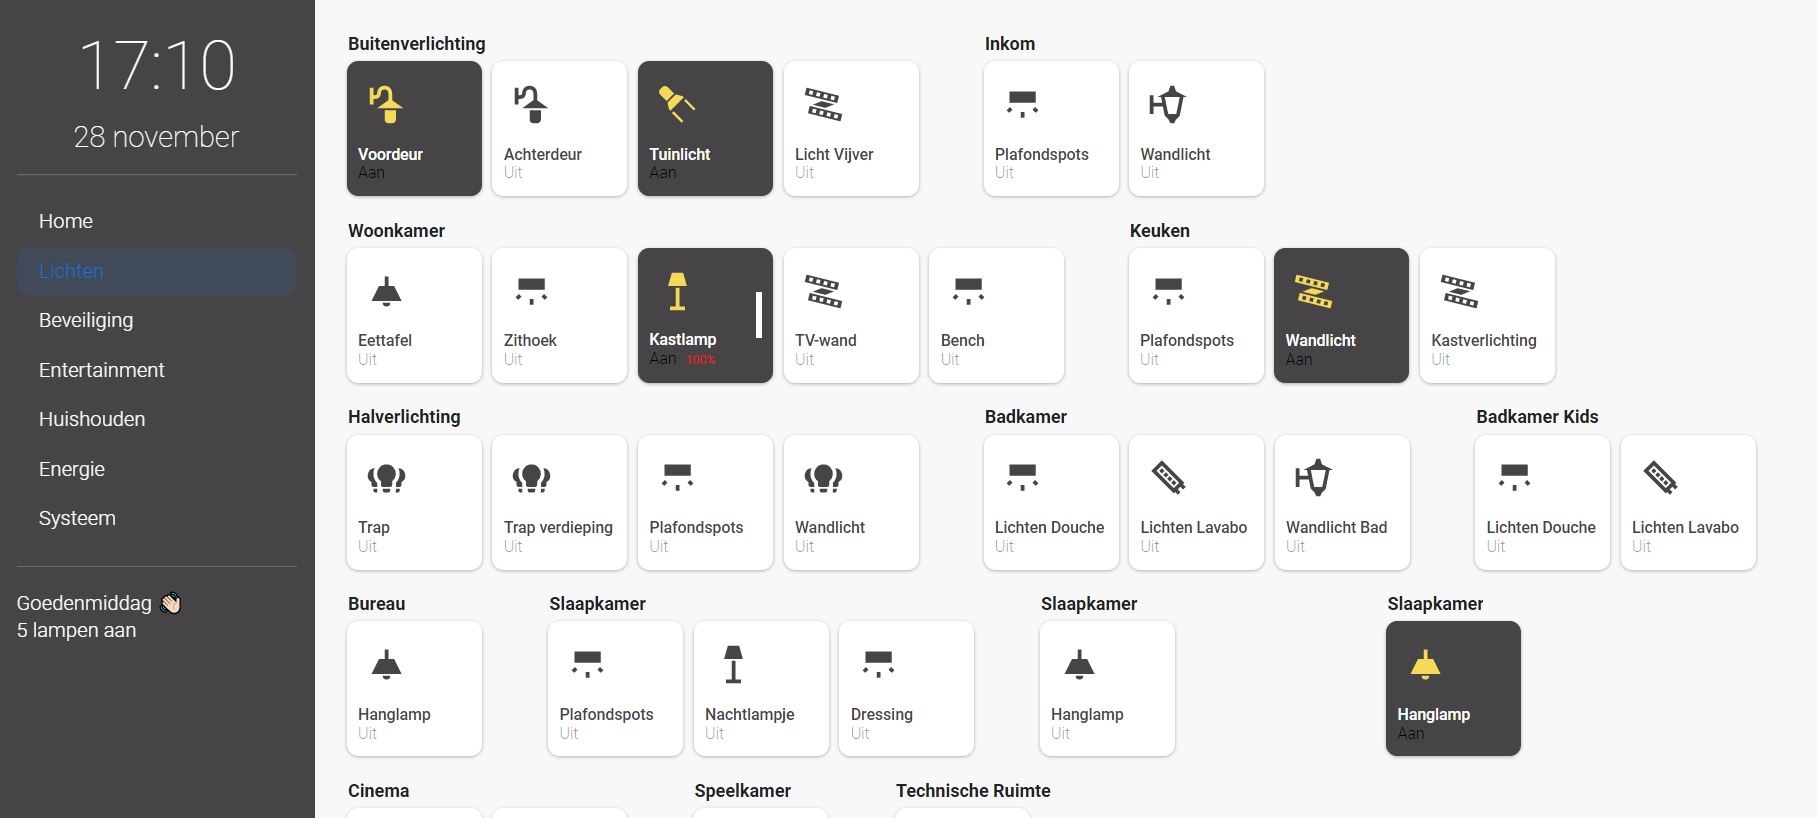 17:10
28 november
Home
Lichten
Beveiliging
Entertainment
Huishouden
Energie
Systeem
Goedenmiddag
5 lampen aan
Buitenverlichting
Voordeur
Aan
Achterdeur
Uit
Tuinlicht
Aan
Licht Vijver
Uit
Inkom
Plafondspots
Uit
Wandlicht
Uit
Woonkamer
Eettafel
Uit
Zithoek
Uit
Kastlamp
Aan 100%
TV-wand
Uit
Bench
Uit
Keuken
Plafondspots
Uit
Wandlicht
Aan
Kastverlichting
Uit
Halverlichting
Trap
Uit
Trap verdieping
Uit
Plafondspots
Uit
Wandlicht
Uit
Badkamer
Lichten Douche
Uit
Lichten Lavabo
Uit
Wandlicht Bad
Uit
Badkamer Kids
Lichten Douche
Uit
Lichten Lavabo
Uit
Bureau
Hanglamp
Uit
Slaapkamer
Plafondspots
Uit
Nachtlampje
Uit
Dressing
Uit
Slaapkamer
Hanglamp
Uit
Slaapkamer
Hanglamp
Aan
Cinema
Speelkamer
Technische Ruimte